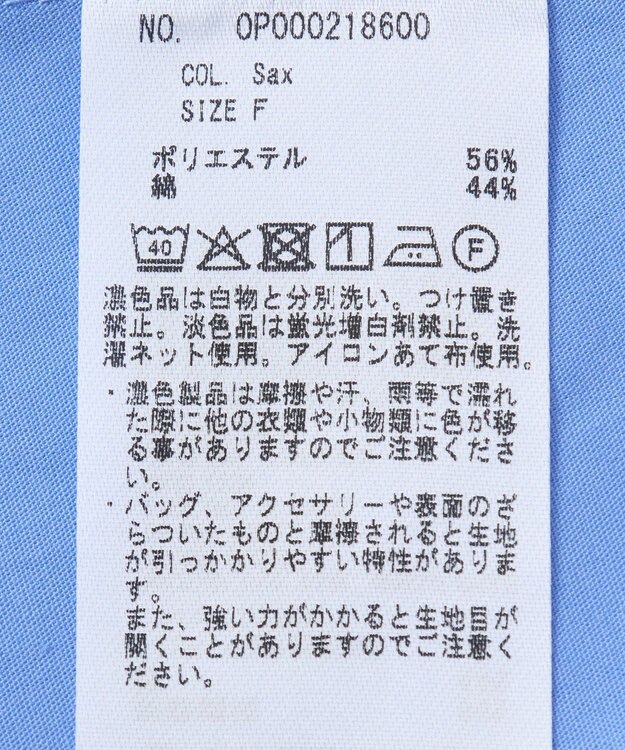 NO. OP000218600
COL. Sax
SIZE F
ポリエステル 56%
綿 44%
40 F
濃色品は白物と分別洗い。つけ置き
禁止。淡色品は蛍光増白剤禁止。洗
濯ネット使用。アイロンあて布使用。
・濃色製品は摩擦や汗、雨等で濡れ
た際に他の衣類や小物類に色が移
る事がありますのでご注意くださ
い。
・バッグ、アクセサリーや表面のざ
らついたものと摩擦されると生地
が引っかかりやすい特性がありま
す。
また、強い力がかかると生地目が
開くことがありますのでご注意く
ださい。